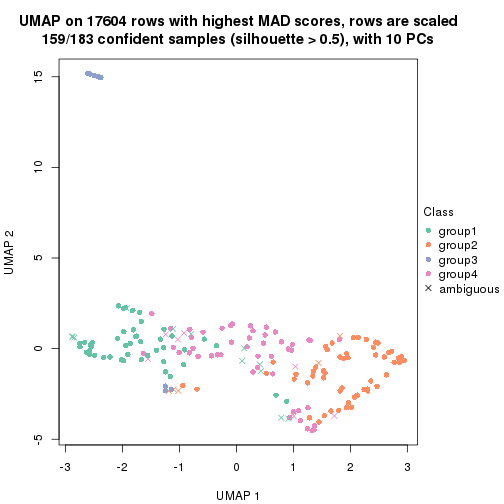 UMAP on 17604 rows with highest MAD scores, rows are scaled
159/183 confident samples (silhouette > 0.5), with 10 PCs
15
10
5
0
-5
UMAP 2
-3 -2 -1 0 1 2 3
UMAP 1
Class
group1
group2
group3
group4
ambiguous